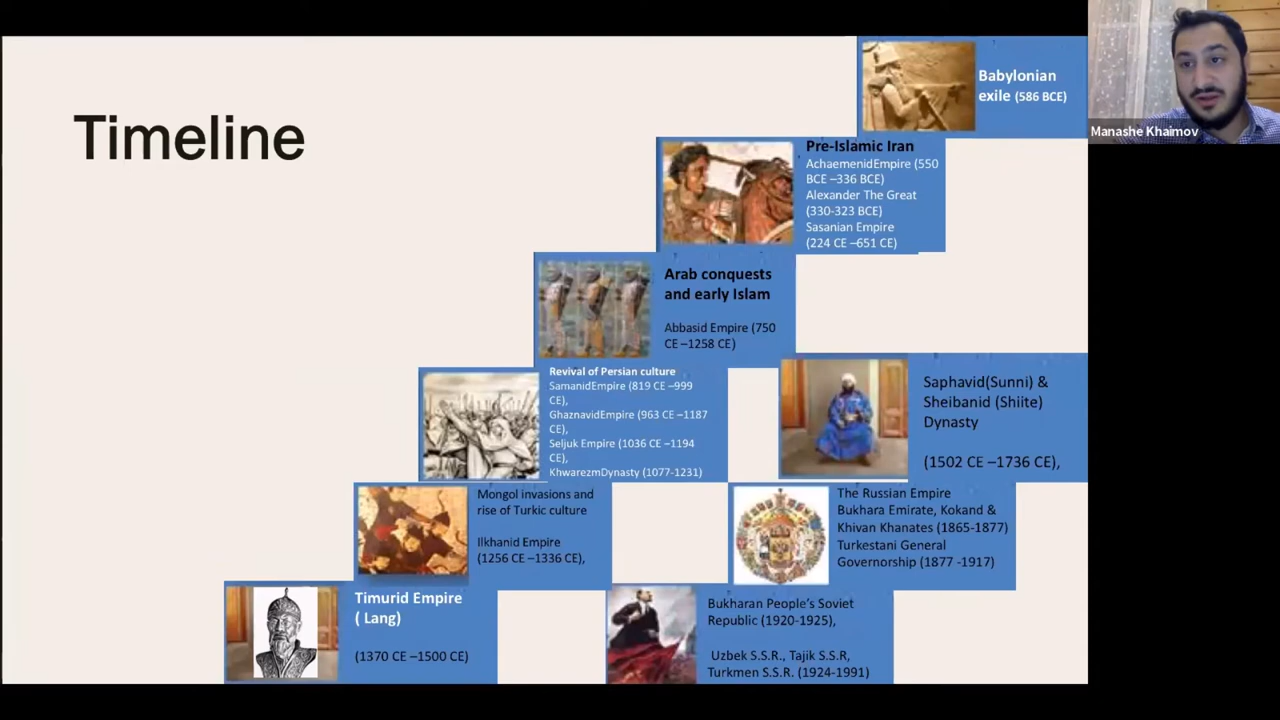 Timeline
Babylonian
exile (586 BCE)
Manashe Khaimov
Pre-Islamic Iran
AchaemenidEmpire (550
BCE –336 BCE)
Alexander The Great
(330-323 BCE)
Sasanian Empire
(224 CE –651 CE)
Arab conquests
and early Islam
Abbasid Empire (750
CE –1258 CE)
Revival of Persian culture
SamanidEmpire (819 CE –999
CE),
GhaznavidEmpire (963 CE –1187
CE),
Seljuk Empire (1036 CE –1194
CE),
KhwarezmDynasty (1077-1231)
Saphavid(Sunni) &
Sheibanid (Shiite)
Dynasty
(1502 CE –1736 CE),
Mongol invasions and
rise of Turkic culture
Ilkhanid Empire
(1256 CE –1336 CE),
The Russian Empire
Bukhara Emirate, Kokand &
Khivan Khanates (1865-1877)
Turkestani General
Governorship (1877 -1917)
Timurid Empire
( Lang)
(1370 CE –1500 CE)
Bukharan People's Soviet
Republic (1920-1925),
Uzbek S.S.R., Tajik S.S.R,
Turkmen S.S.R. (1924-1991)